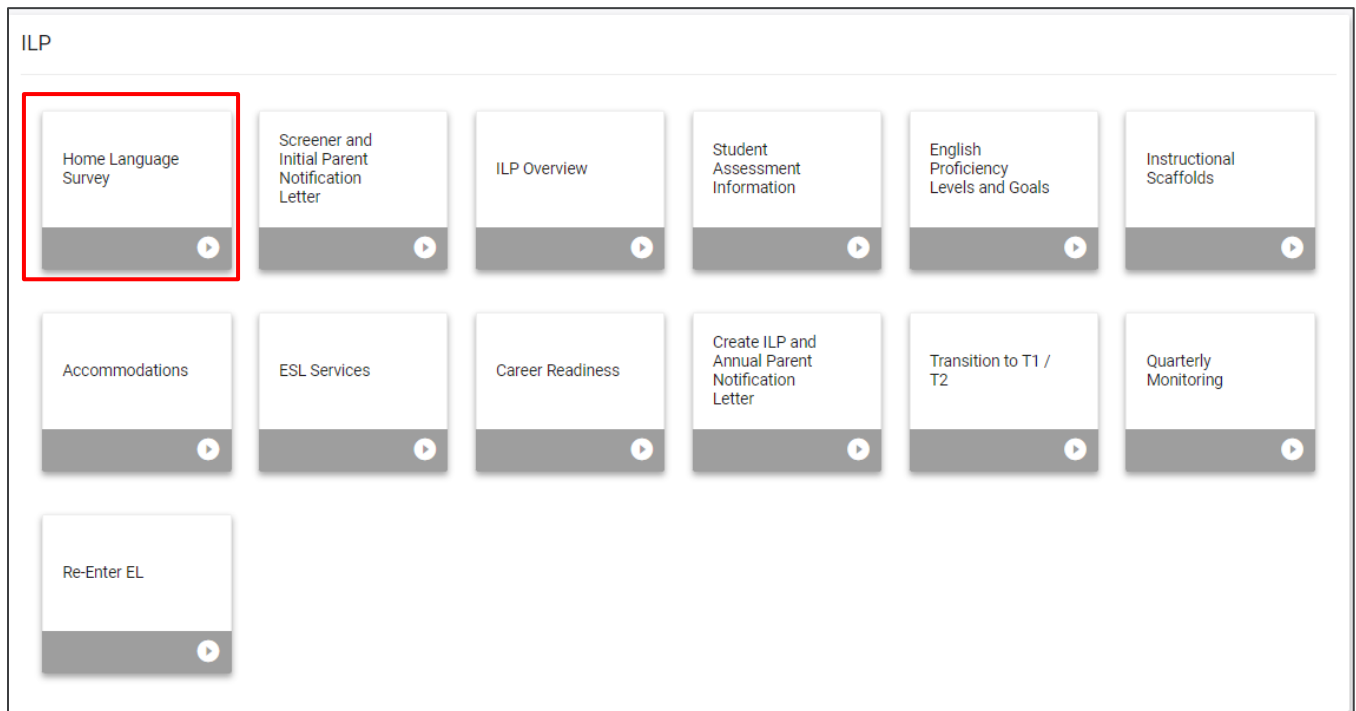 ILP
Home Language
Survey
Screener and
Initial Parent
Notification
Letter
ILP Overview
Student
Assessment
Information
English
Proficiency
Levels and Goals
Instructional
Scaffolds
Accommodations
ESL Services
Career Readiness
Create ILP and
Annual Parent
Notification
Letter
Transition to T1 /
T2
Quarterly
Monitoring
Re-Enter EL